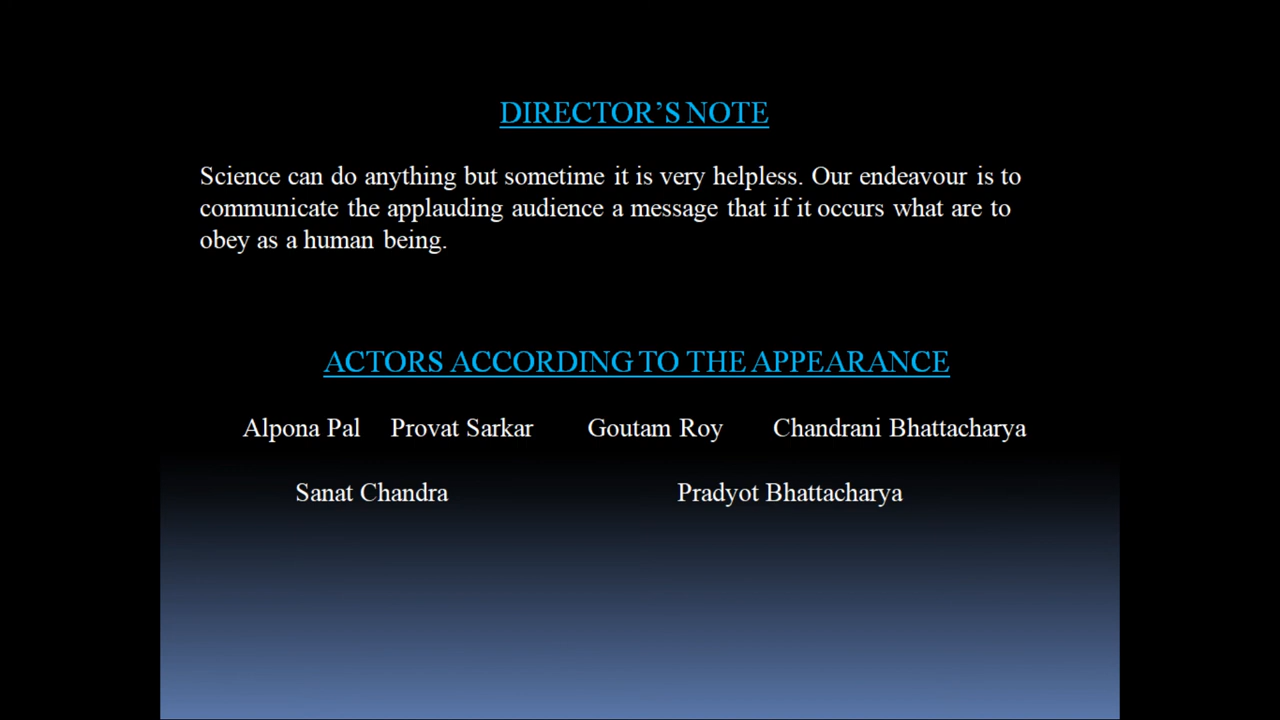 DIRECTOR’S NOTE
Science can do anything but sometime it is very helpless. Our endeavour is to
communicate the applauding audience a message that if it occurs what are to
obey as a human being.
ACTORS ACCORDING TO THE APPEARANCE
Alpona Pal Provat Sarkar Goutam Roy Chandrani Bhattacharya
Sanat Chandra Pradyot Bhattacharya